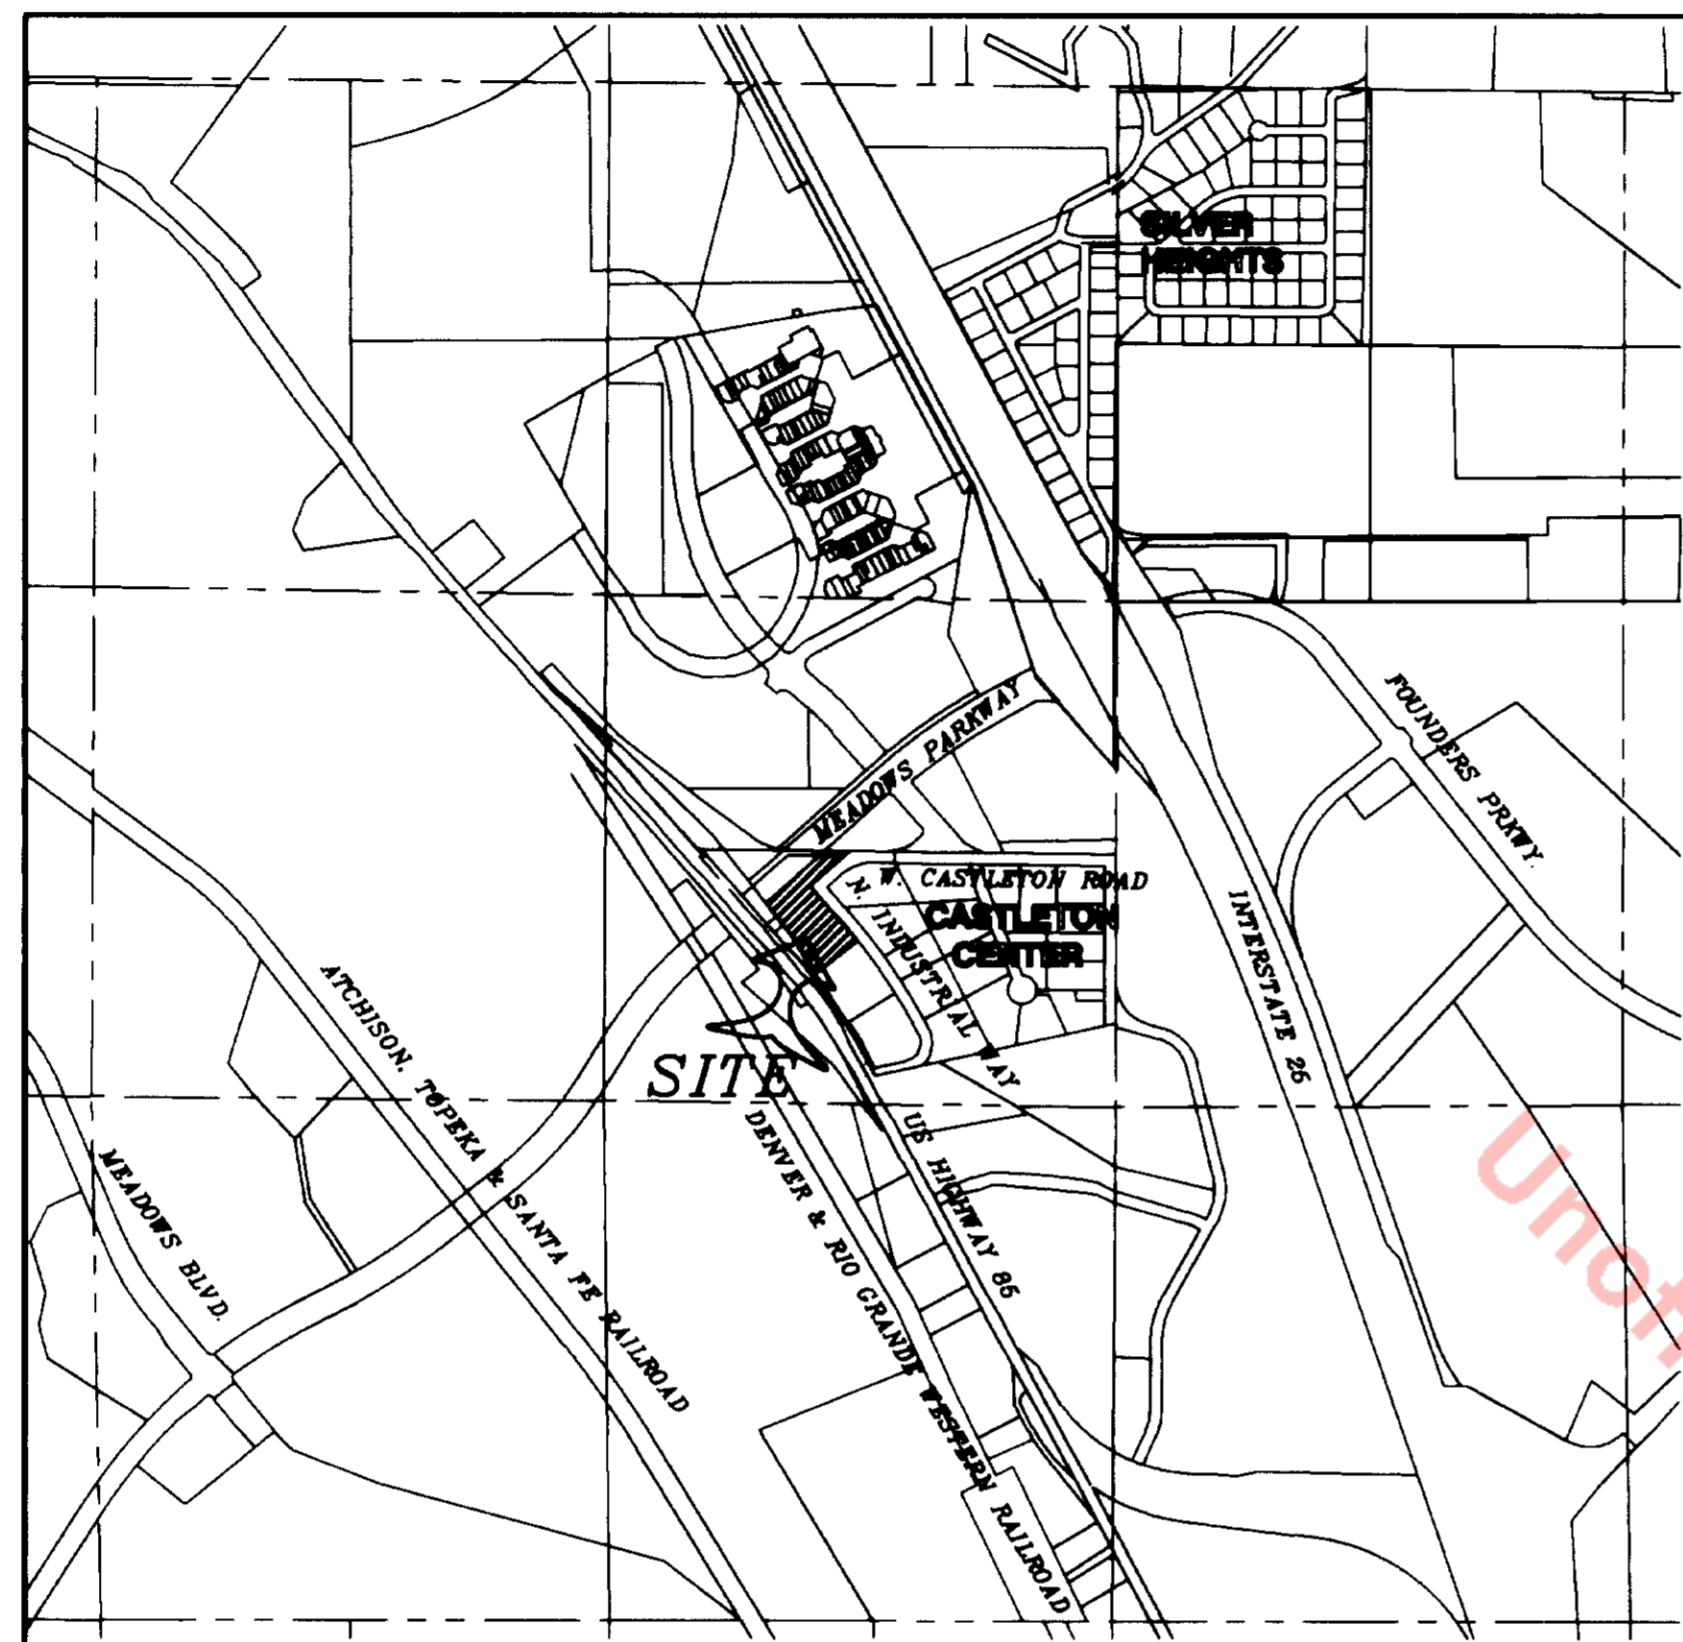 SILVER
HEIGHTS
FOUNDERS PRKWY.
MEADOWS PARKWAY
W. CASTLETON ROAD
CASTLETON
CENTER
N. INDUSTRIAL WAY
INTERSTATE 25
ATCHISON, TOPEKA & SANTA FE RAILROAD
SITE
MEADOWS BLVD.
DENVER & RIO GRANDE WESTERN RAILROAD
US HIGHWAY 85